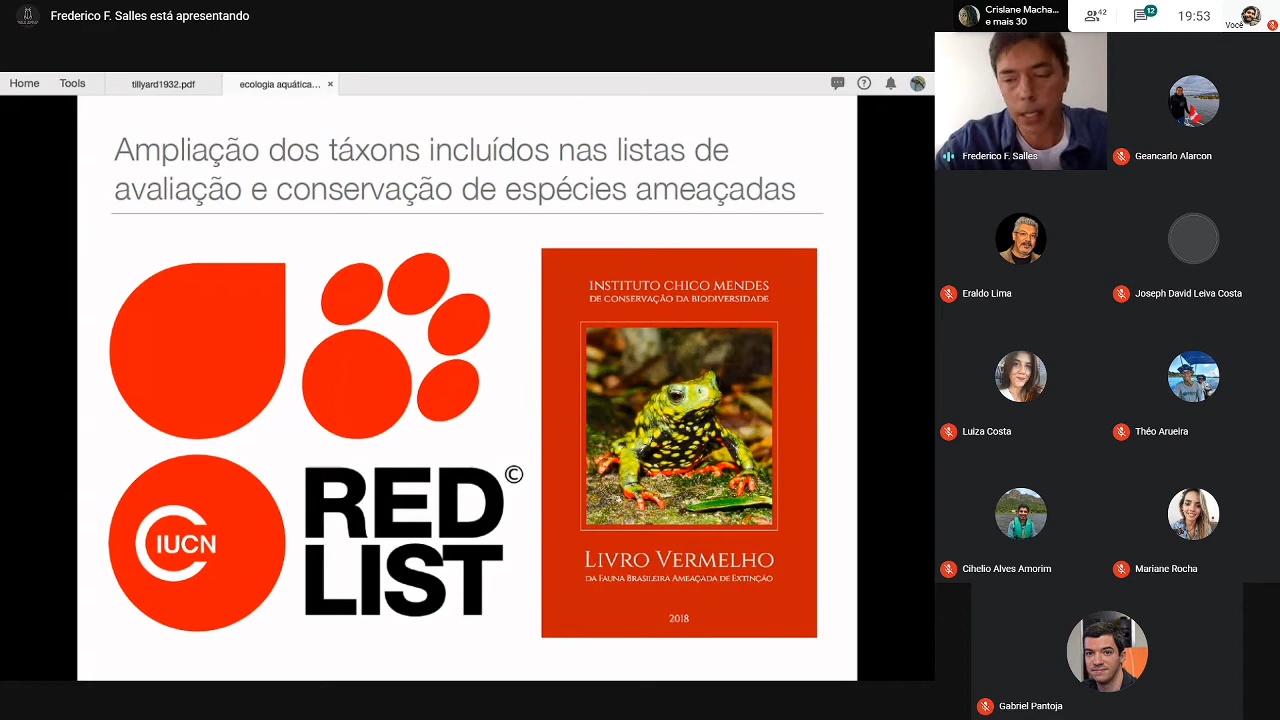 Frederico F. Salles está apresentando
Crislane Macha...
e mais 30
42
12
19:53
Você
Home
Tools
tillyard1932.pdf
ecologia aquática...
Ampliação dos táxons incluídos nas listas de
avaliação e conservação de espécies ameaçadas
IUCN
RED
LIST
©
INSTITUTO CHICO MENDES
DE CONSERVAÇÃO DA BIODIVERSIDADE
LIVRO VERMELHO
DA FAUNA BRASILEIRA AMEAÇADA DE EXTINÇÃO
2018
Frederico F. Salles
Geancarlo Alarcon
Eraldo Lima
Joseph David Leiva Costa
Luiza Costa
Théo Arueira
Cihelio Alves Amorim
Mariane Rocha
Gabriel Pantoja